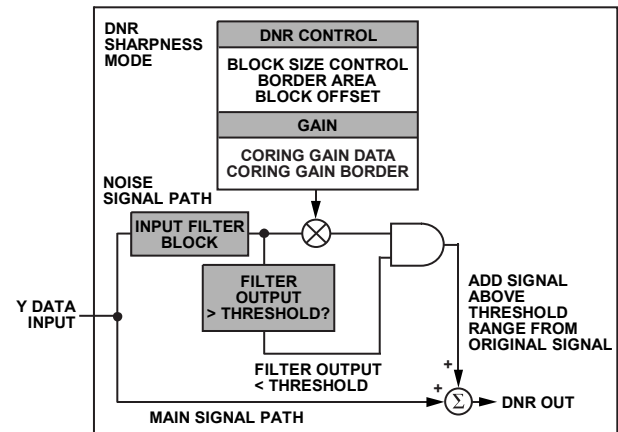 DNR
SHARPNESS
MODE
DNR CONTROL
BLOCK SIZE CONTROL
BORDER AREA
BLOCK OFFSET
GAIN
CORING GAIN DATA
CORING GAIN BORDER
NOISE
SIGNAL PATH
INPUT FILTER
BLOCK
FILTER
OUTPUT
> THRESHOLD?
Y DATA
INPUT
FILTER OUTPUT
< THRESHOLD
ADD SIGNAL
ABOVE
THRESHOLD
RANGE FROM
ORIGINAL SIGNAL
+
+
Σ
DNR OUT
MAIN SIGNAL PATH